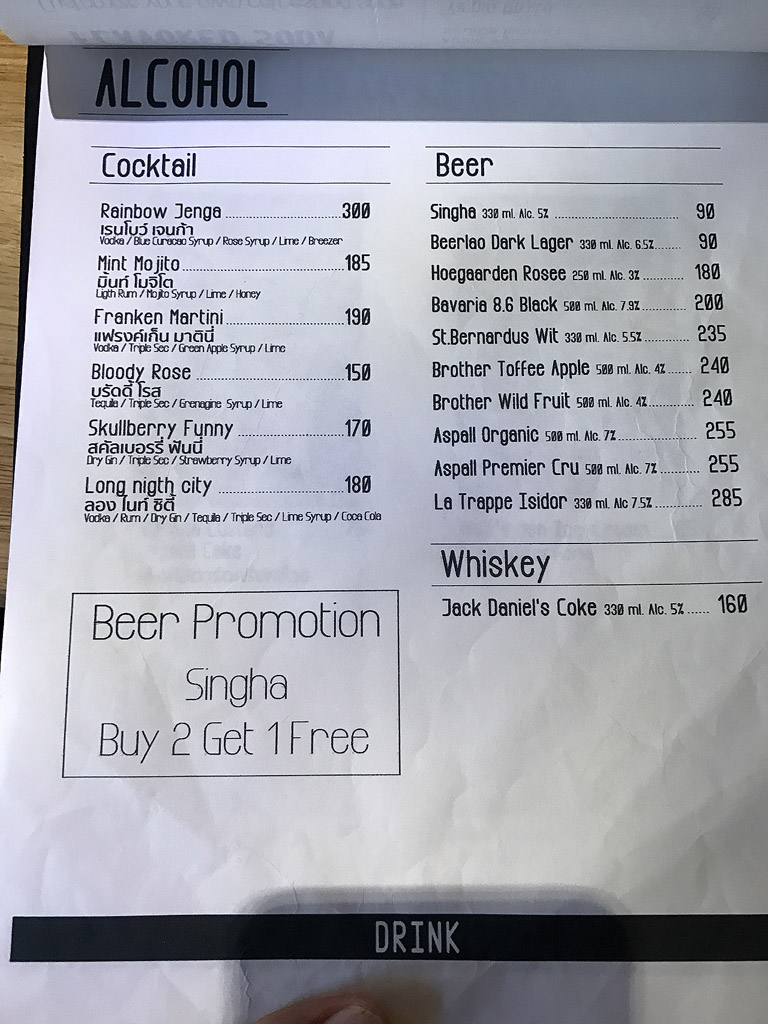 ALCOHOL
Cocktail
Rainbow Jenga ........................ 300
เรนโบว์ เจนก้า
Vodka / Blue Curacao Syrup / Rose Syrup / Lime / Breezer
Mint Mojito ........................ 185
มิ้นท์ โมจิโต
Ligth Rum / Mojito Syrup / Lime / Honey
Franken Martini ........................ 190
แฟรงค์เก็น มาตินี่
Vodka / Triple Sec / Green Apple Syrup / Lime
Bloody Rose ........................ 150
บรัดดี้ โรส
Tequila / Triple Sec / Grenagine Syrup / Lime
Skullberry Funny ........................ 170
สคัลเบอร์รี่ ฟันนี่
Dry Gin / Triple Sec / Strawberry Syrup / Lime
Long nigth city ........................ 180
ลอง ไนท์ ซิตี้
Vodka / Rum / Dry Gin / Tequila / Triple Sec / Lime Syrup / Coca Cola
Beer Promotion
Singha
Buy 2 Get 1 Free
Beer
Singha 330 ml. Alc. 5% ........................ 90
Beerlao Dark Lager 330 ml. Alc. 6.5% ....... 90
Hoegaarden Rosee 250 ml. Alc. 3% ........... 180
Bavaria 8.6 Black 500 ml. Alc. 7.9% ........... 200
St.Bernardus Wit 330 ml. Alc. 5.5% ............ 235
Brother Toffee Apple 500 ml. Alc. 4% ...... 240
Brother Wild Fruit 500 ml. Alc. 4% ............ 240
Aspall Organic 500 ml. Alc. 7% ..................... 255
Aspall Premier Cru 500 ml. Alc. 7% ........... 255
La Trappe Isidor 330 ml. Alc 7.5% ............... 285
Whiskey
Jack Daniel's Coke 330 ml. Alc. 5% ...... 160
DRINK